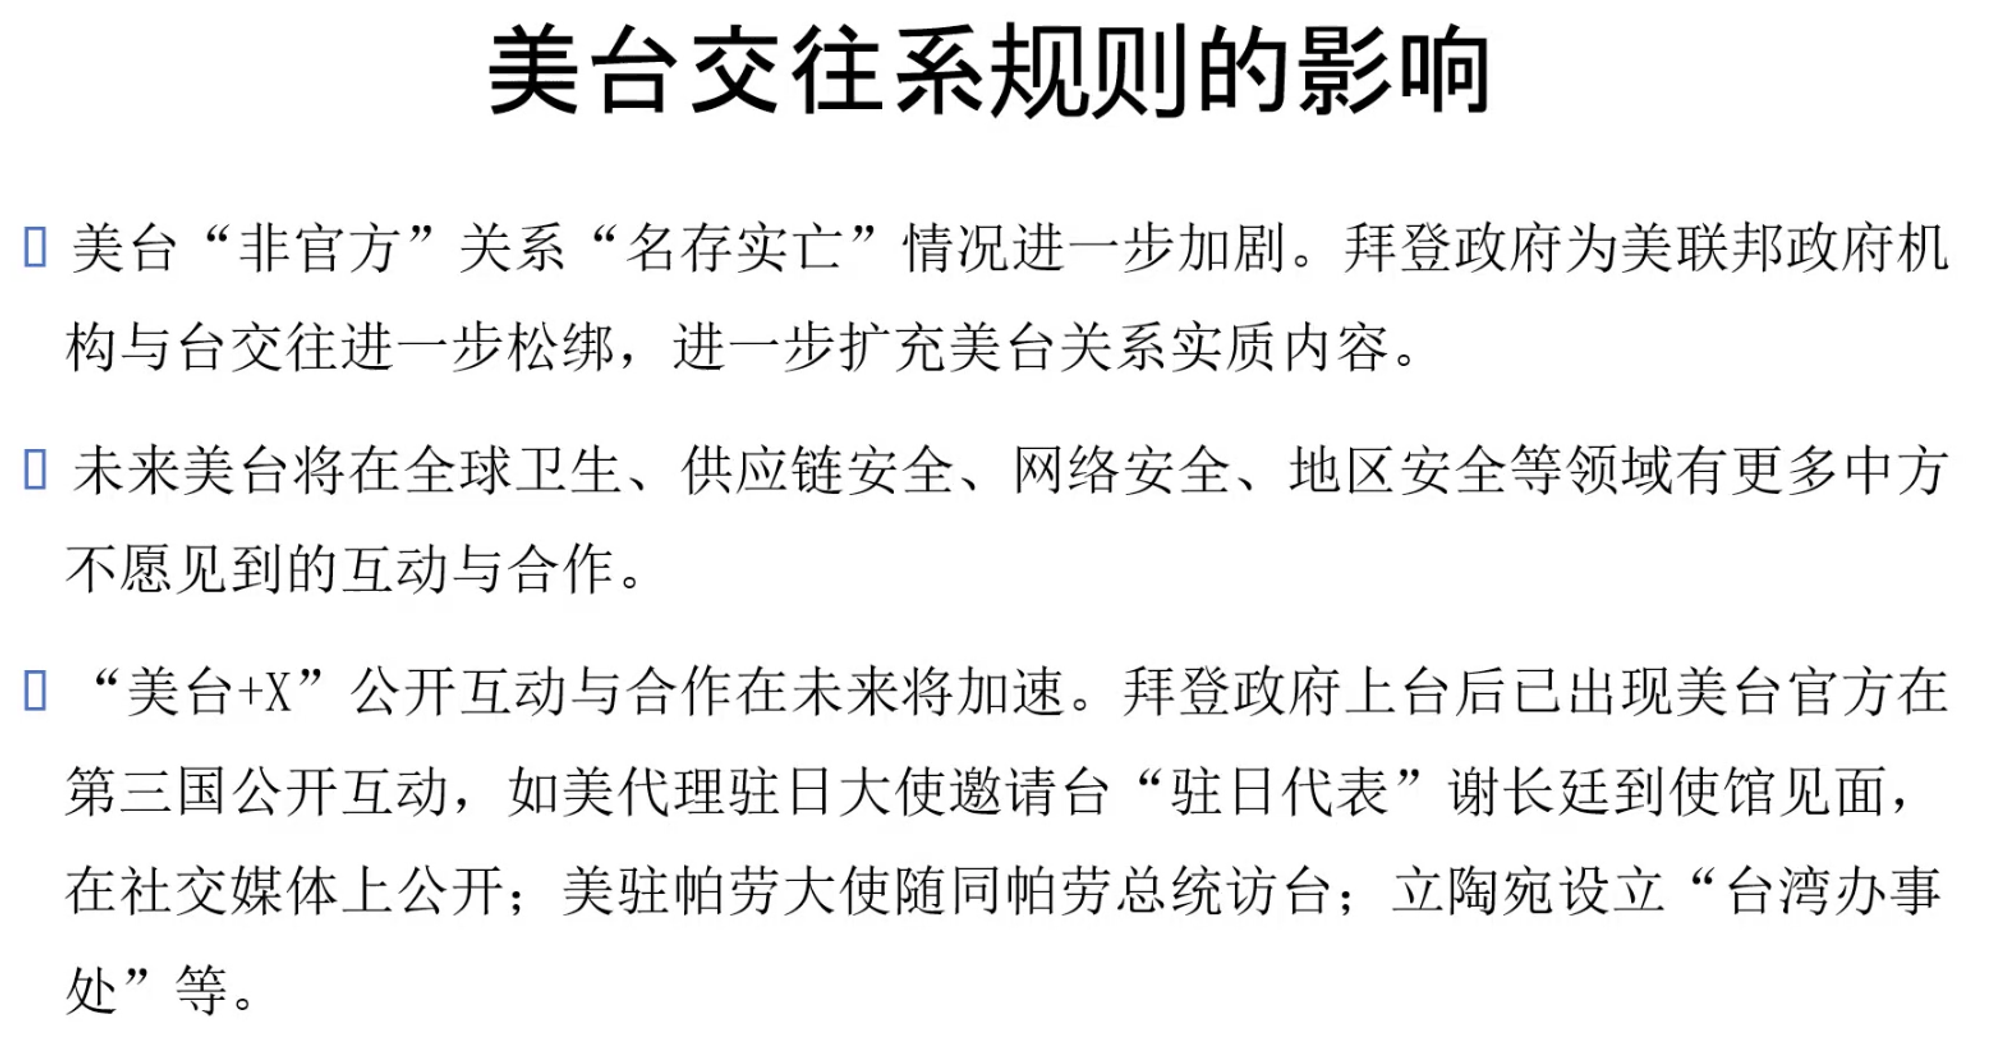 美台交往系规则的影响
美台“非官方”关系“名存实亡”情况进一步加剧。拜登政府为美联邦政府机
构与台交往进一步松绑，进一步扩充美台关系实质内容。
未来美台将在全球卫生、供应链安全、网络安全、地区安全等领域有更多中方
不愿见到的互动与合作。
“美台+X”公开互动与合作在未来将加速。拜登政府上台后已出现美台官方在
第三国公开互动，如美代理驻日大使邀请台“驻日代表”谢长廷到使馆见面，
在社交媒体上公开；美驻帕劳大使随同帕劳总统访台；立陶宛设立“台湾办事
处”等。